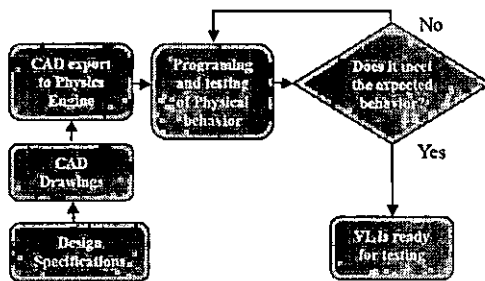 CAD export
to Physics
Engine
Programing
and testing
of Physical
behavior
Does it meet
the expected
behavior?
No
Yes
CAD
Drawings
Design
Specifications
VL is ready
for testing